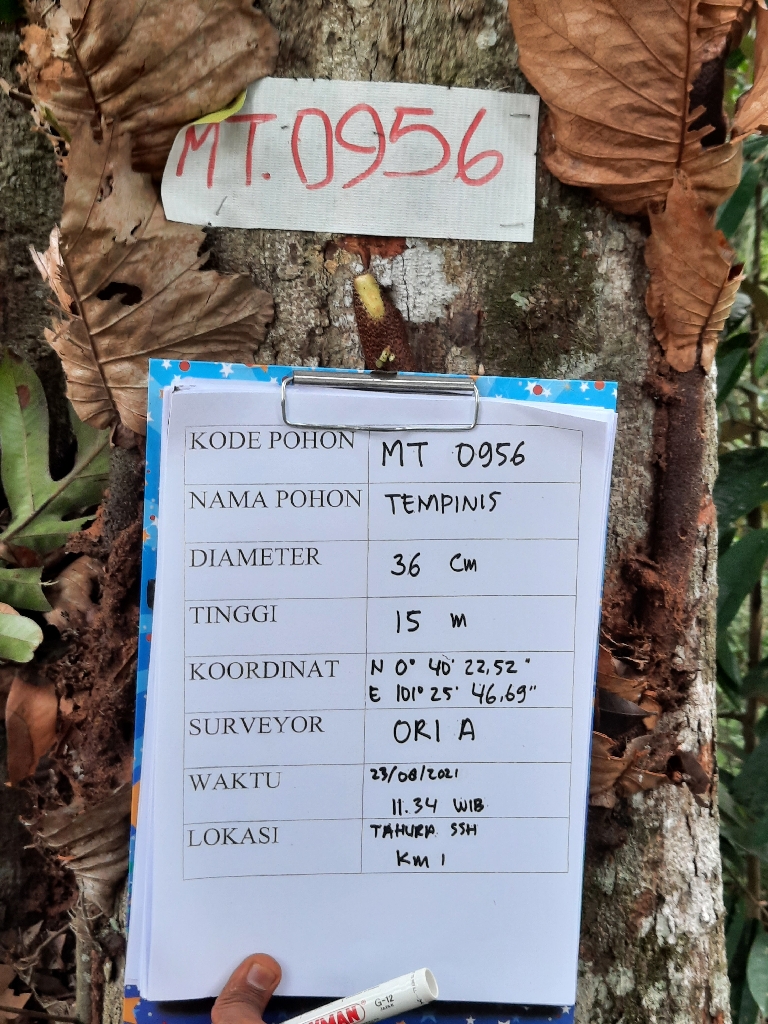 MT.0956
KODE POHON MT 0956
NAMA POHON TEMPINIS
DIAMETER 36 Cm
TINGGI 15 m
KOORDINAT N 0° 40' 22,52"
E 101° 25' 46,69"
SURVEYOR ORI A
WAKTU 23/08/2021
11.34 WIB
LOKASI TAHURA SSH
Km 1
G-12